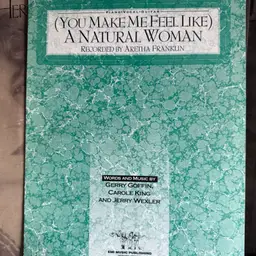 PIANO/VOCAL/GUITAR
(YOU MAKE ME FEEL LIKE)
A NATURAL WOMAN
RECORDED BY ARETHA FRANKLIN
WORDS AND MUSIC BY
GERRY GOFFIN,
CAROLE KING
AND JERRY WEXLER
EMI MUSIC PUBLISHING